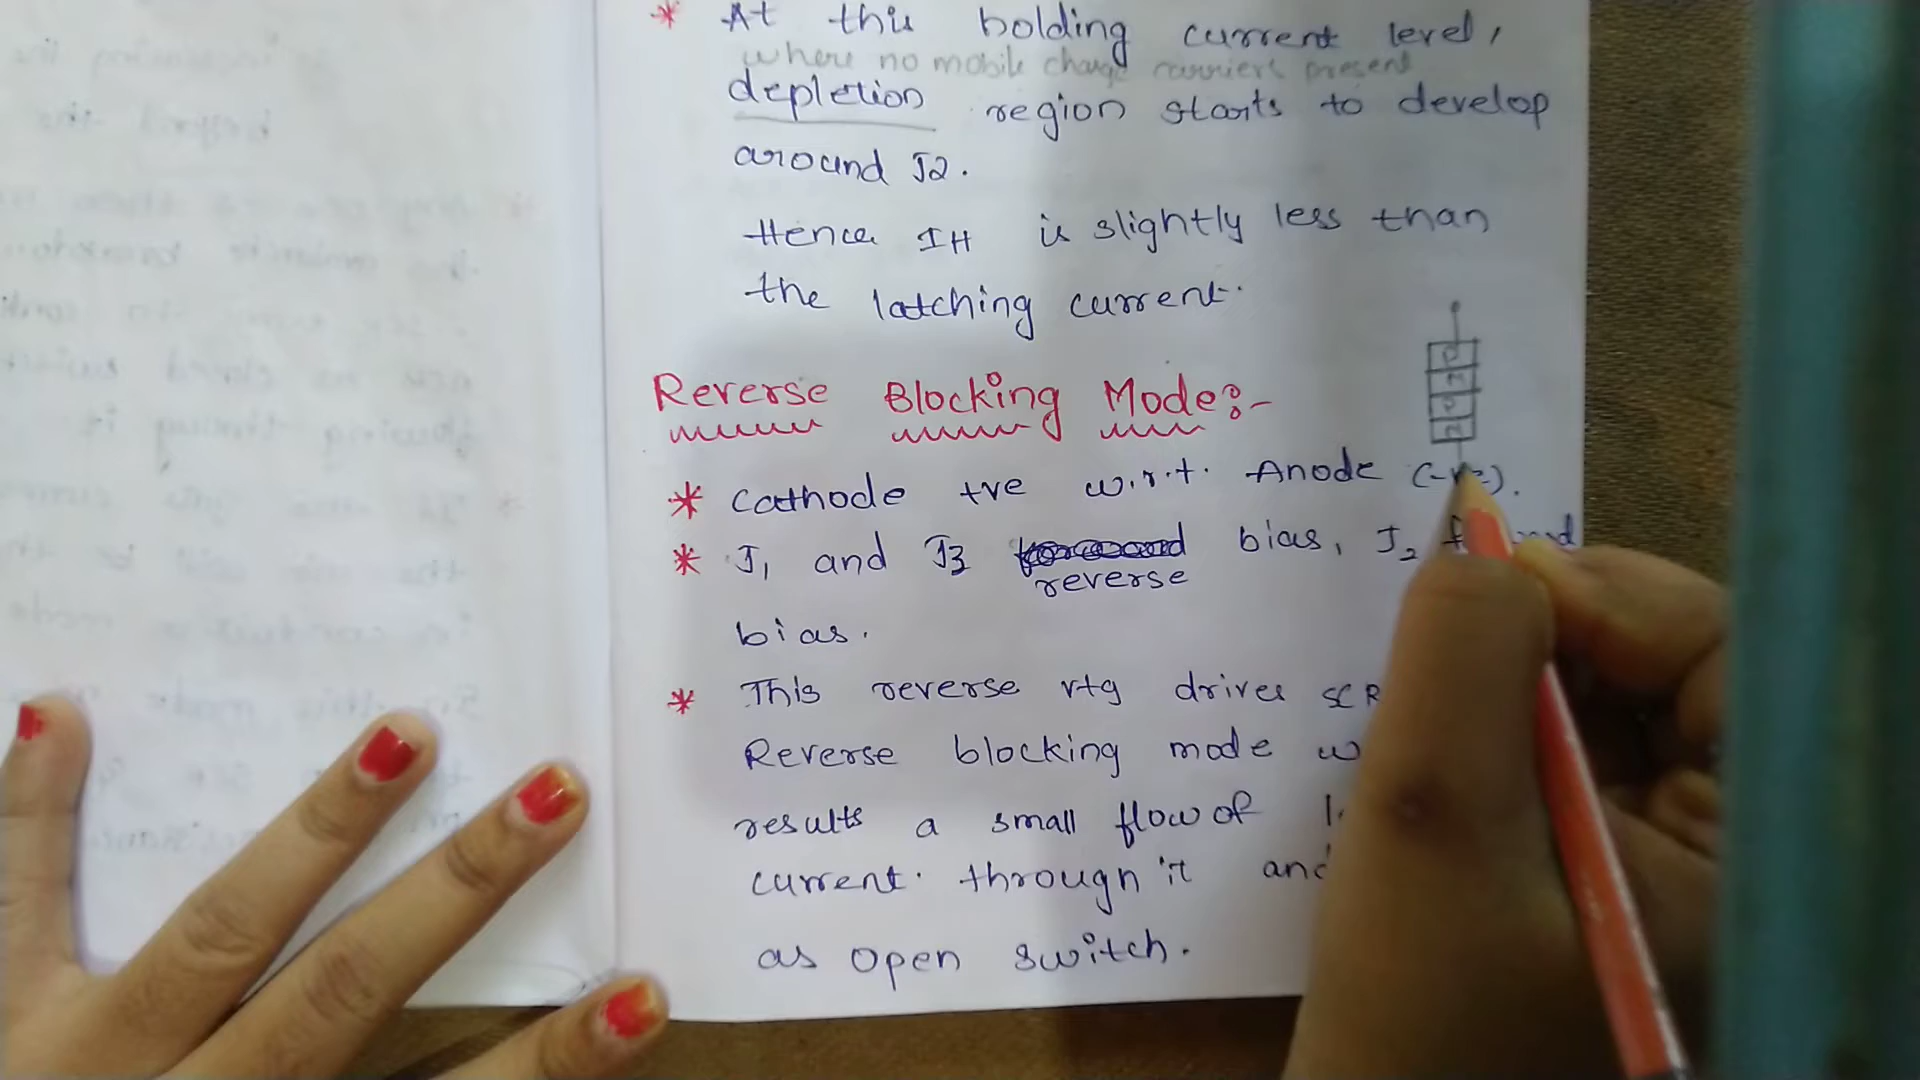 * At this holding current level,
where no mobile charge carriers present
depletion region starts to develop
around J2.
Hence IH is slightly less than
the latching current.
Reverse Blocking Mode:-
* Cathode +ve w.r.t. Anode (-ve).
* J1 and J3 reverse bias, J2
bias.
* This reverse vtg drives SCR
Reverse blocking mode
results a small flow of
current. through it and
as open switch.
P
N
P
N